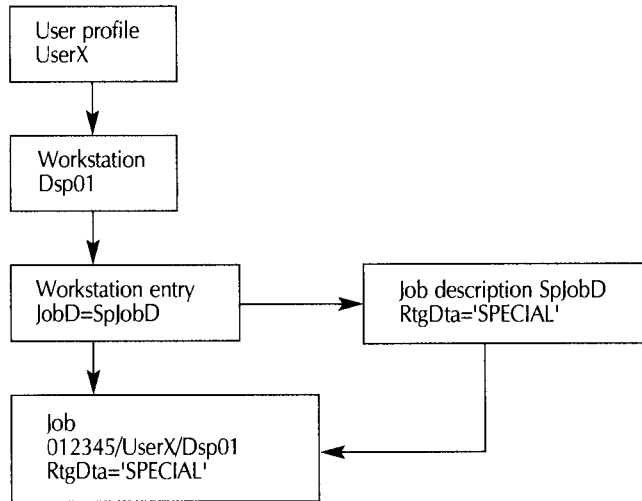 User profile
UserX
Workstation
Dsp01
Workstation entry
JobD=SpJobD
Job description SpJobD
RtgDta='SPECIAL'
Job
012345/UserX/Dsp01
RtgDta='SPECIAL'